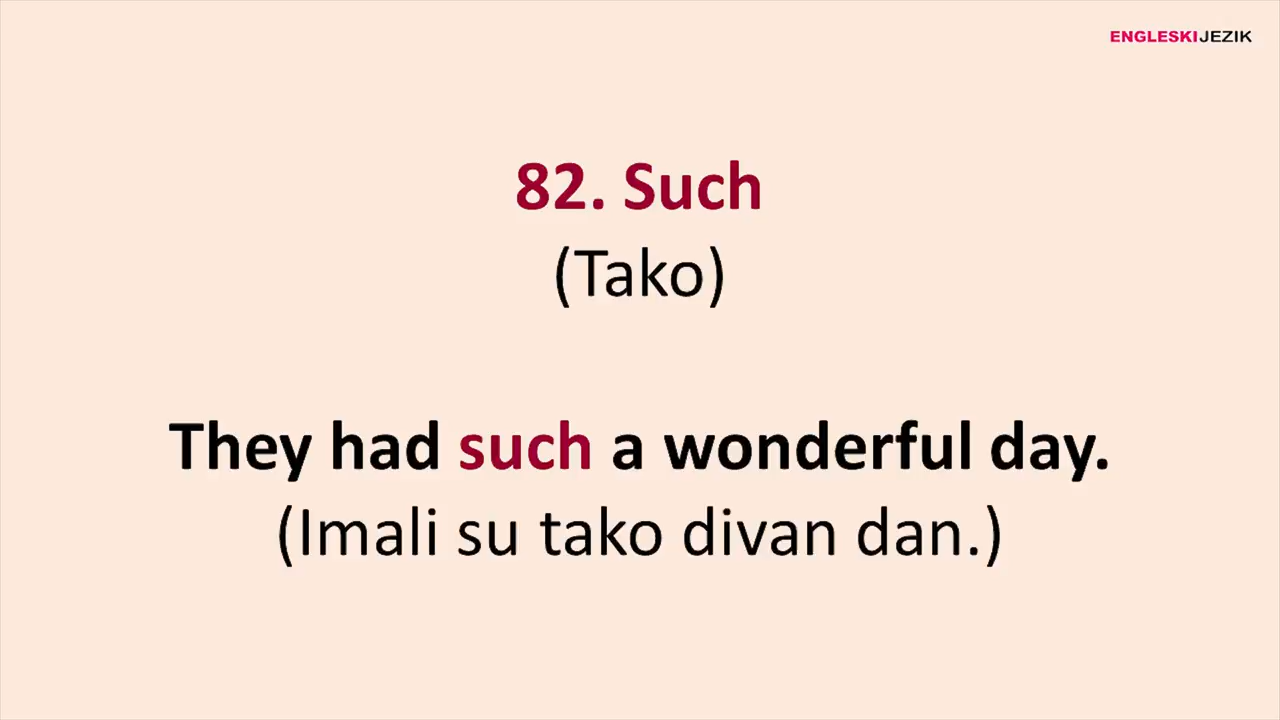 ENGLESKIJEZIK
82. Such
(Tako)
They had such a wonderful day.
(Imali su tako divan dan.)